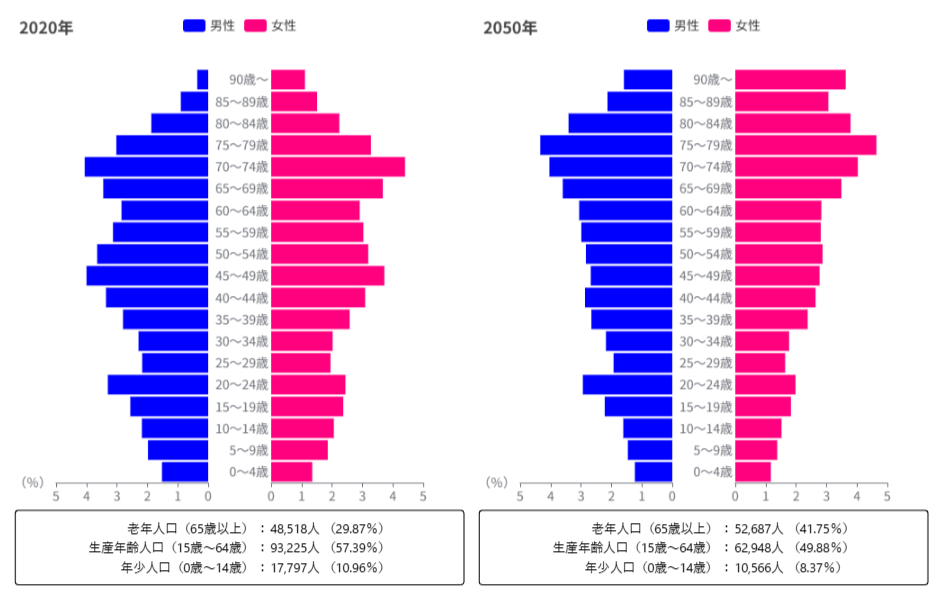 2020年
男性 女性
90歳～
85～89歳
80～84歳
75～79歳
70～74歳
65～69歳
60～64歳
55～59歳
50～54歳
45～49歳
40～44歳
35～39歳
30～34歳
25～29歳
20～24歳
15～19歳
10～14歳
5～9歳
0～4歳
(%)
5 4 3 2 1 0 0 1 2 3 4 5
老年人口（65歳以上）：48,518人（29.87%）
生産年齢人口（15歳～64歳）：93,225人（57.39%）
年少人口（0歳～14歳）：17,797人（10.96%）
2050年
男性 女性
90歳～
85～89歳
80～84歳
75～79歳
70～74歳
65～69歳
60～64歳
55～59歳
50～54歳
45～49歳
40～44歳
35～39歳
30～34歳
25～29歳
20～24歳
15～19歳
10～14歳
5～9歳
0～4歳
(%)
5 4 3 2 1 0 0 1 2 3 4 5
老年人口（65歳以上）：52,687人（41.75%）
生産年齢人口（15歳～64歳）：62,948人（49.88%）
年少人口（0歳～14歳）：10,566人（8.37%）